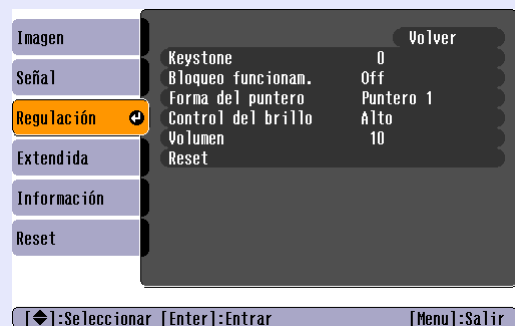 Imagen
Señal
Regulación
Extendida
Información
Reset
Volver
Keystone 0
Bloqueo funcionam. Off
Forma del puntero Puntero 1
Control del brillo Alto
Volumen 10
Reset
[◆]:Seleccionar [Enter]:Entrar [Menu]:Salir